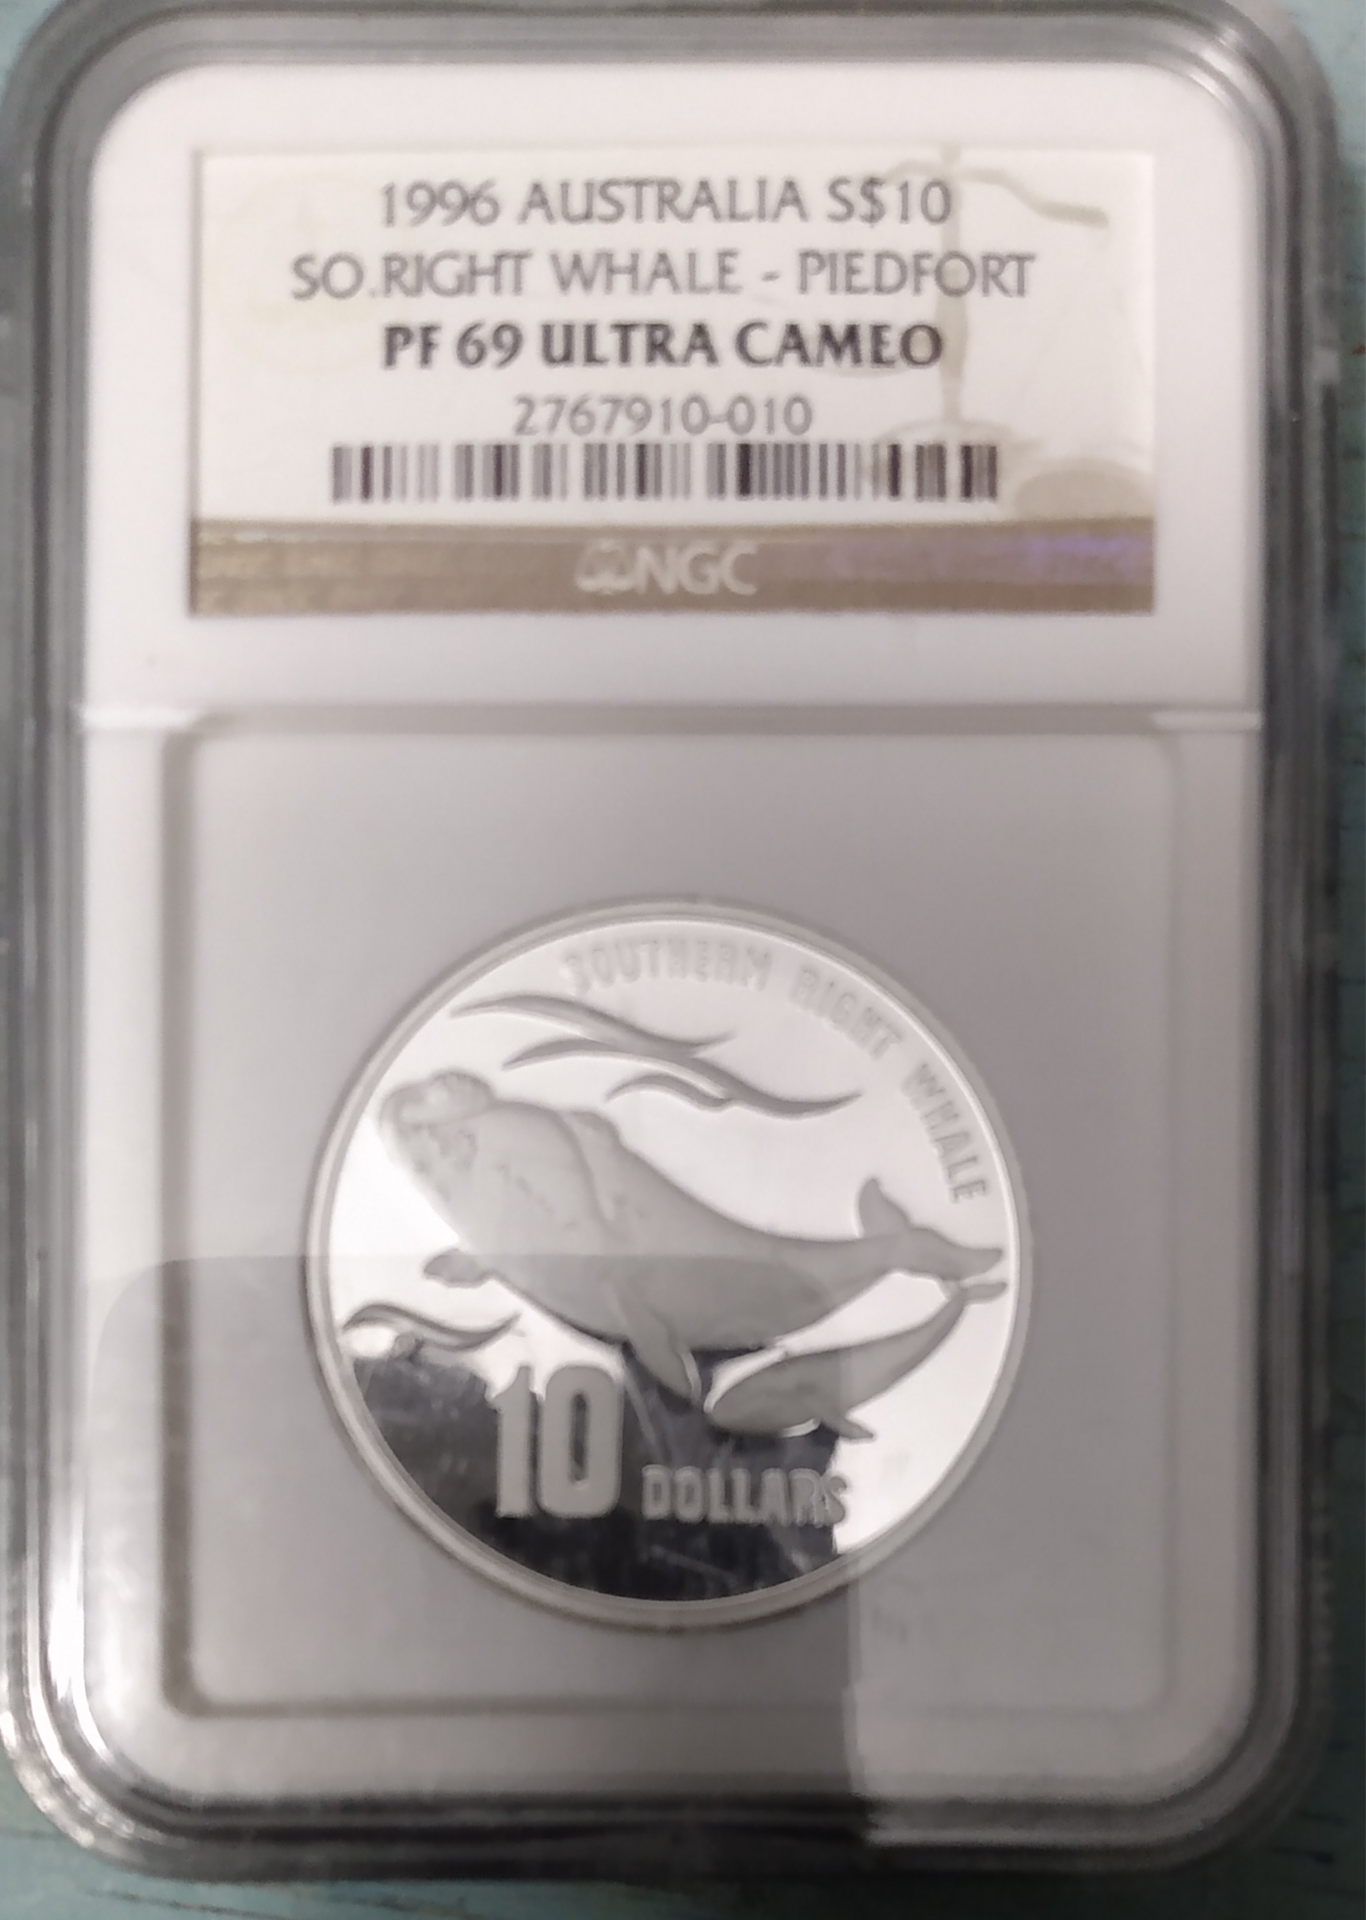 1996 AUSTRALIA S$10
SO.RIGHT WHALE - PIEDFORT
PF 69 ULTRA CAMEO
2767910-010
NGC
SOUTHERN RIGHT WHALE
10 DOLLARS